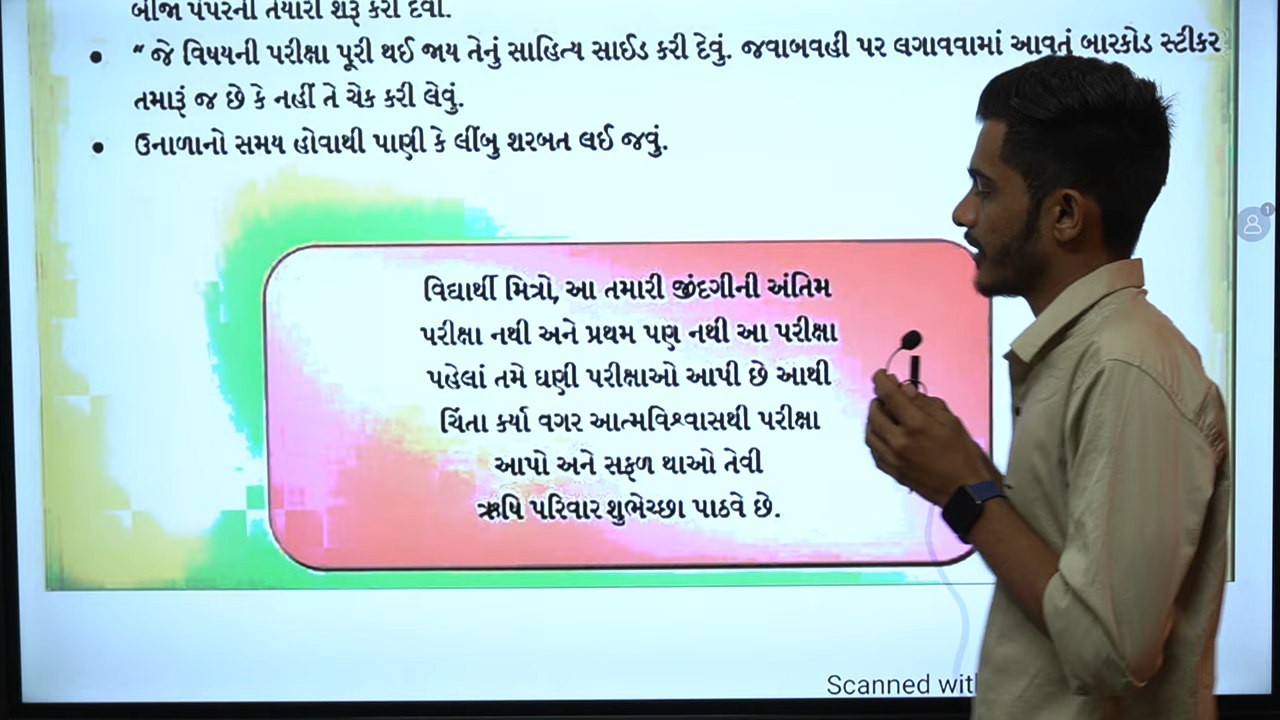 બીજા પેપરની તૈયારી શરૂ કરી દેવી.
• “ જે વિષયની પરીક્ષા પૂરી થઈ જાય તેનું સાહિત્ય સાઈડ કરી દેવું. જવાબવહી પર લગાવવામાં આવતું બારકોડ સ્ટીકર
તમારૂં જ છે કે નહીં તે ચેક કરી લેવું.
• ઉનાળાનો સમય હોવાથી પાણી કે લીંબુ શરબત લઈ જવું.
વિદ્યાર્થી મિત્રો, આ તમારી જીંદગીની અંતિમ
પરીક્ષા નથી અને પ્રથમ પણ નથી આ પરીક્ષા
પહેલાં તમે ઘણી પરીક્ષાઓ આપી છે આથી
ચિંતા કર્યા વગર આત્મવિશ્વાસથી પરીક્ષા
આપો અને સફળ થાઓ તેવી
ઋષિ પરિવાર શુભેચ્છા પાઠવે છે.
1
Scanned wit